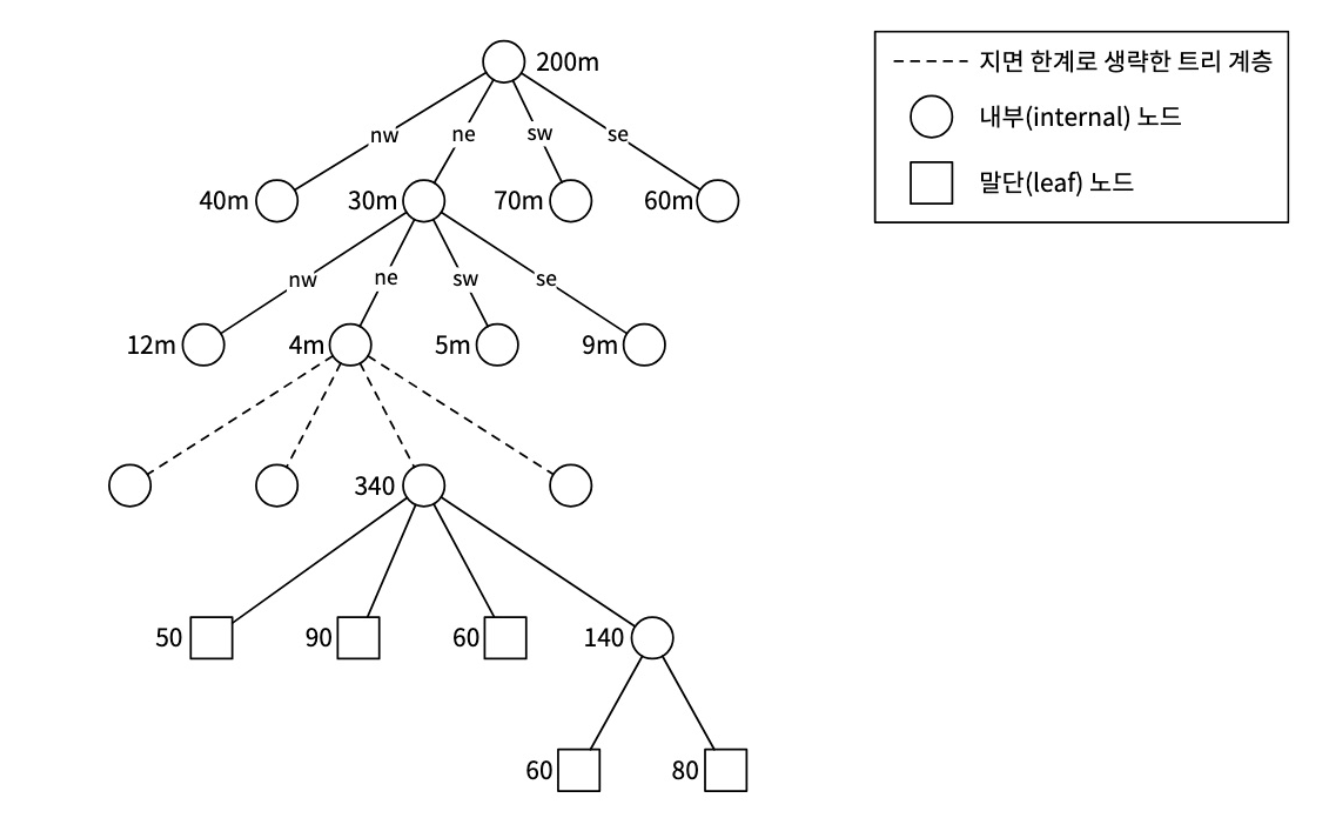 200m
nw ne sw se
40m 30m 70m 60m
nw ne sw se
12m 4m 5m 9m
340
50 90 60 140
60 80
지면 한계로 생략한 트리 계층
내부(internal) 노드
말단(leaf) 노드